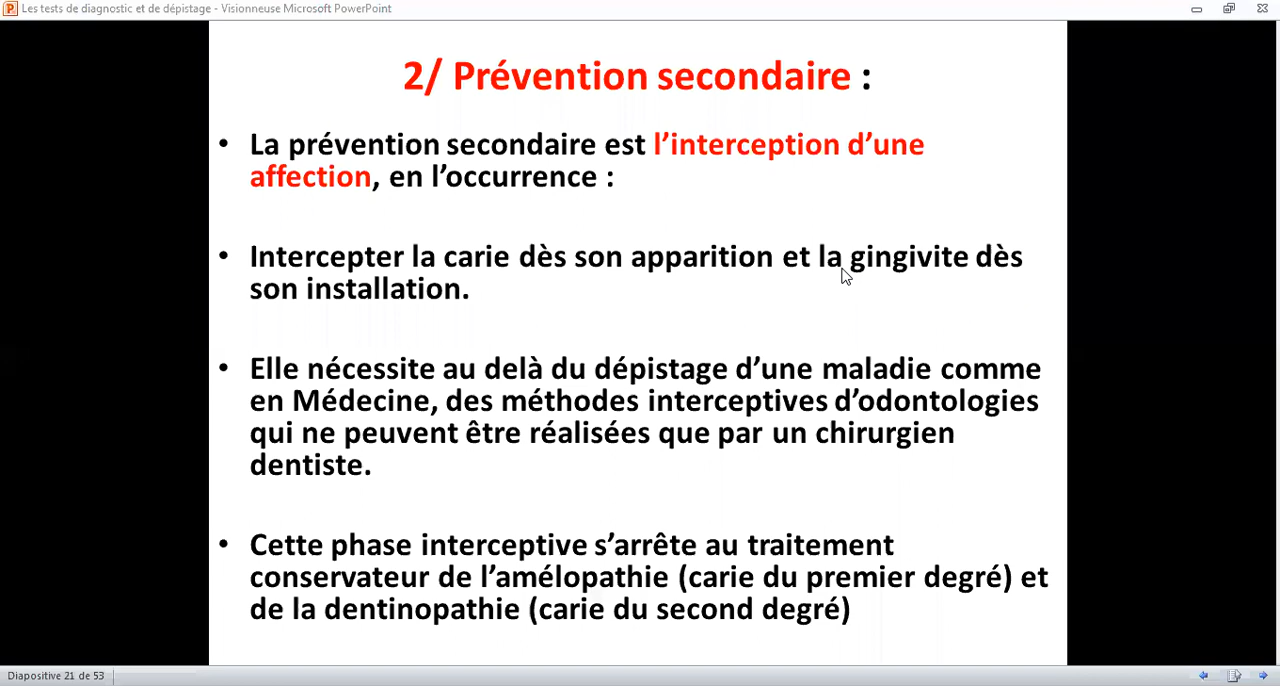 Les tests de diagnostic et de dépistage - Visionneuse Microsoft PowerPoint
2/ Prévention secondaire :
• La prévention secondaire est l’interception d’une
affection, en l’occurrence :
• Intercepter la carie dès son apparition et la gingivite dès
son installation.
• Elle nécessite au delà du dépistage d’une maladie comme
en Médecine, des méthodes interceptives d’odontologies
qui ne peuvent être réalisées que par un chirurgien
dentiste.
• Cette phase interceptive s’arrête au traitement
conservateur de l’amélopathie (carie du premier degré) et
de la dentinopathie (carie du second degré)
Diapositive 21 de 53